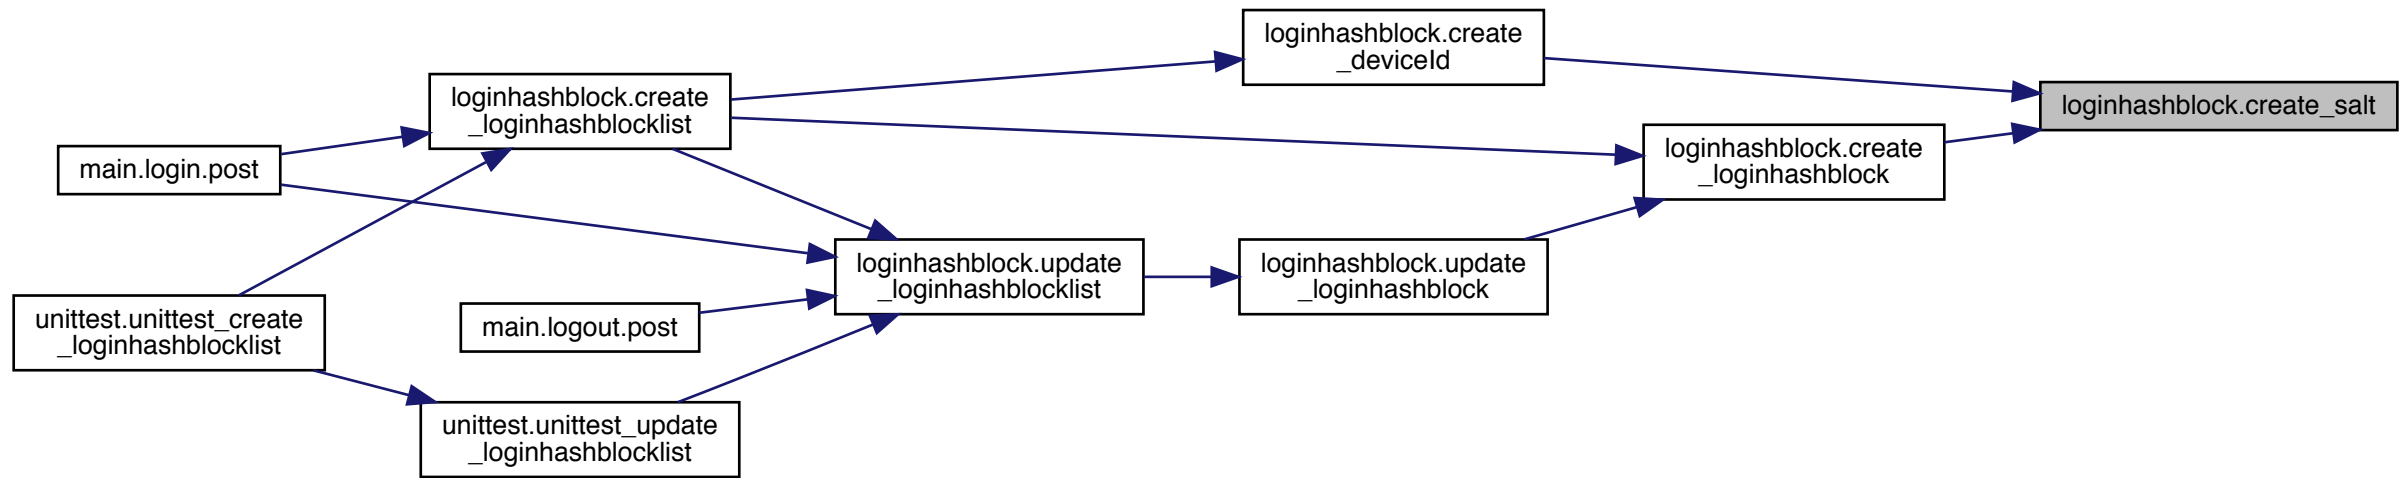 loginhashblock.create
_deviceId
loginhashblock.create
_loginhashblocklist
loginhashblock.create_salt
loginhashblock.create
_loginhashblock
main.login.post
loginhashblock.update
_loginhashblocklist
loginhashblock.update
_loginhashblock
unittest.unittest_create
_loginhashblocklist
main.logout.post
unittest.unittest_update
_loginhashblocklist